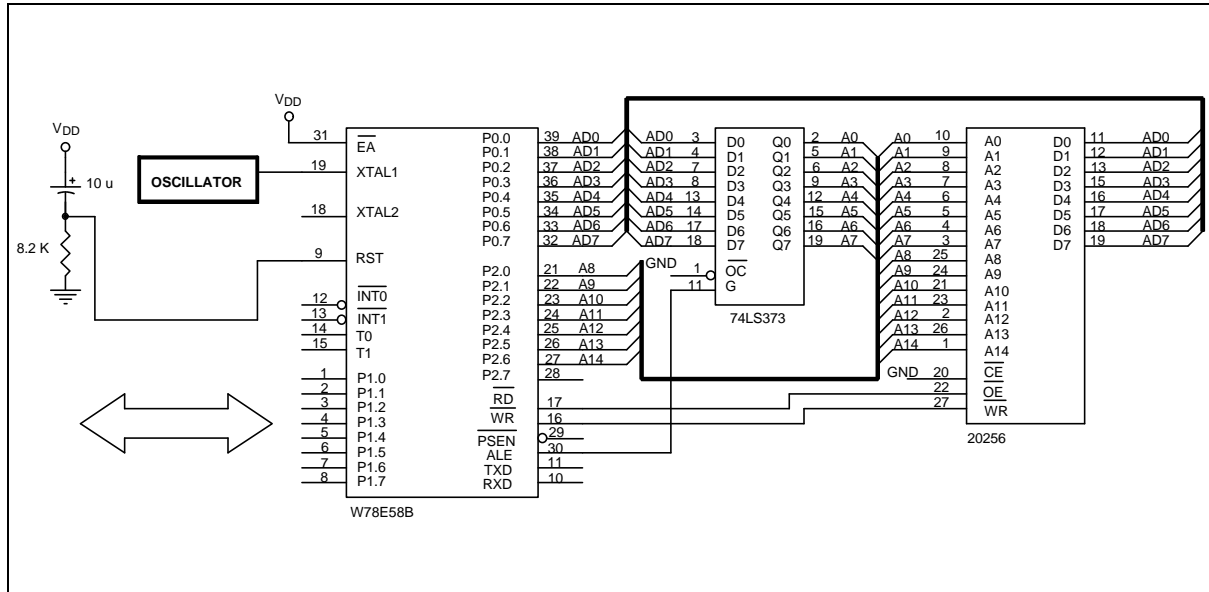 VDD
10 u
8.2 K
OSCILLATOR
VDD
31 EA
19 XTAL1
18 XTAL2
9 RST
12 INT0
13 INT1
14 T0
15 T1
1 P1.0
2 P1.1
3 P1.2
4 P1.3
5 P1.4
6 P1.5
7 P1.6
8 P1.7
P0.0 39 AD0
P0.1 38 AD1
P0.2 37 AD2
P0.3 36 AD3
P0.4 35 AD4
P0.5 34 AD5
P0.6 33 AD6
P0.7 32 AD7
P2.0 21 A8
P2.1 22 A9
P2.2 23 A10
P2.3 24 A11
P2.4 25 A12
P2.5 26 A13
P2.6 27 A14
P2.7 28
RD 17
WR 16
PSEN 29
ALE 30
TXD 11
RXD 10
W78E58B
AD0 3 D0 Q0 2 A0
AD1 4 D1 Q1 5 A1
AD2 7 D2 Q2 6 A2
AD3 8 D3 Q3 9 A3
AD4 13 D4 Q4 12 A4
AD5 14 D5 Q5 15 A5
AD6 17 D6 Q6 16 A6
AD7 18 D7 Q7 19 A7
GND 1 OC
11 G
74LS373
A0 10 A0 D0 11 AD0
A1 9 A1 D1 12 AD1
A2 8 A2 D2 13 AD2
A3 7 A3 D3 15 AD3
A4 6 A4 D4 16 AD4
A5 5 A5 D5 17 AD5
A6 4 A6 D6 18 AD6
A7 3 A7 D7 19 AD7
A8 25 A8
A9 24 A9
A10 21 A10
A11 23 A11
A12 2 A12
A13 26 A13
A14 1 A14
GND 20 CE
22 OE
27 WR
20256